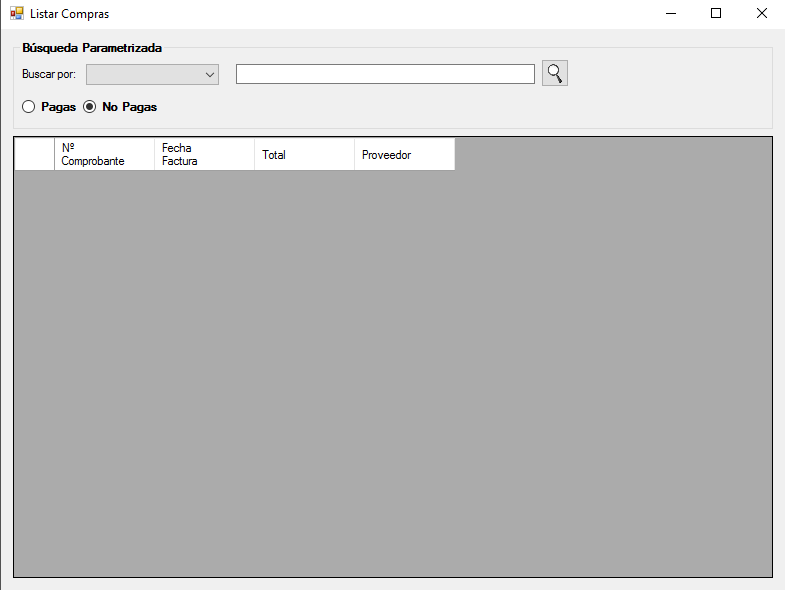 Listar Compras
Búsqueda Parametrizada
Buscar por:
Pagas No Pagas
Nº Comprobante
Fecha Factura
Total
Proveedor